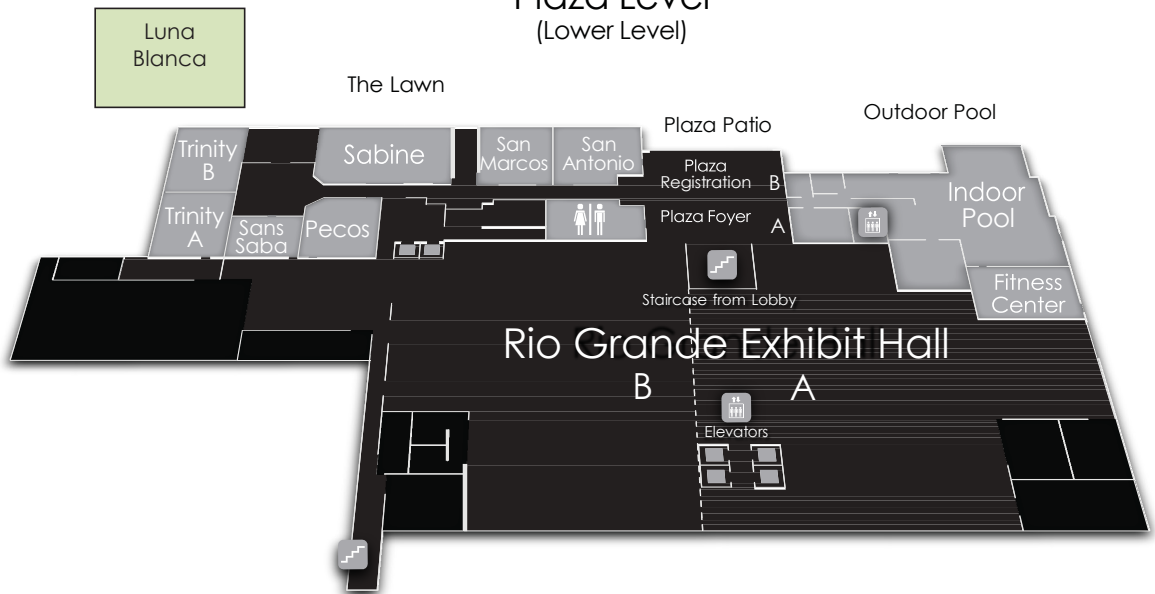 Plaza Level
(Lower Level)
Luna
Blanca
The Lawn
Outdoor Pool
Plaza Patio
Trinity
B
Sabine
San
Marcos
San
Antonio
Plaza
Registration
B
Indoor
Pool
Trinity
A
Sans
Saba
Pecos
Plaza Foyer
A
Fitness
Center
Staircase from Lobby
Rio Grande Exhibit Hall
B
A
Elevators